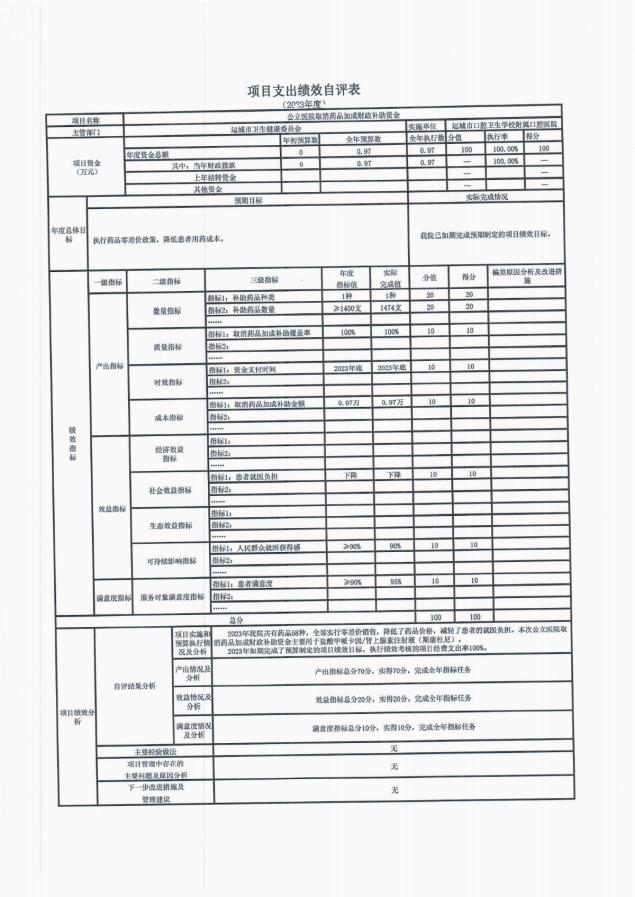 项目支出绩效自评表
（2023年度）
项目名称 公立医院取消药品加成财政补助资金
主管部门 运城市卫生健康委员会 实施单位 运城市口腔卫生学校附属口腔医院
项目资金（万元） 年初预算数 全年预算数 全年执行数 分值 执行率 得分
年度资金总额 0 0.97 0.97 100 100.00% 100
其中：当年财政拨款 0 0.97 0.97 — 100.00% —
上年结转资金 — —
其他资金 — —
年度总体目标 预期目标 实际完成情况
执行药品零差价政策，降低患者用药成本。 我院已如期完成预期制定的项目绩效目标。
绩效指标 一级指标 二级指标 三级指标 年度指标值 实际完成值 分值 得分 偏差原因分析及改进措施
产出指标 数量指标 指标1：补助药品种类 1种 1种 20 20
指标2：补助药品数量 ≥1400支 1474支 20 20
……
质量指标 指标1：取消药品加成补助覆盖率 100% 100% 10 10
指标2：
……
时效指标 指标1：资金支付时间 2023年底 2023年底 10 10
指标2：
……
成本指标 指标1：取消药品加成补助金额 0.97万 0.97万 10 10
指标2：
……
效益指标 经济效益指标 指标1：
指标2：
……
社会效益指标 指标1：患者就医负担 下降 下降 10 10
指标2：
……
生态效益指标 指标1：
指标2：
……
可持续影响指标 指标1：人民群众就医获得感 ≥90% 90% 10 10
指标2：
……
满意度指标 服务对象满意度指标 指标1：患者满意度 ≥90% 95% 10 10
指标2：
……
总分 100 100
项目绩效分析 自评结果分析 项目实施和预算执行情况及分析 2023年我院共有药品58种，全部实行零差价销售，降低了药品价格，减轻了患者的就医负担。本次公立医院取
消药品加成财政补助资金主要用于盐酸甲哌卡因/肾上腺素注射液（斯康杜尼）。
2023年如期完成了预算制定的项目绩效目标，执行绩效考核的项目经费支出率100%。
产出情况及分析 产出指标总分70分，实得70分，完成全年指标任务
效益情况及分析 效益指标总分20分，实得20分，完成全年指标任务
满意度情况及分析 满意度指标总分10分，实得10分，完成全年指标任务
主要经验做法 无
项目管理中存在的主要问题及原因分析 无
下一步改进措施及管理建议 无